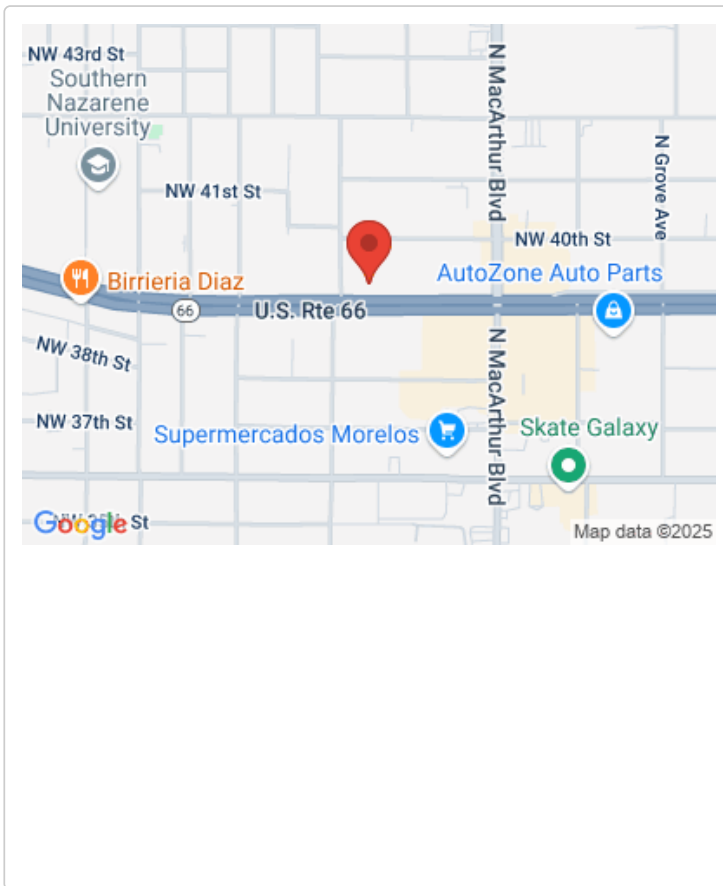 NW 43rd St
Southern
Nazarene
University
N MacArthur Blvd
N Grove Ave
NW 41st St
NW 40th St
AutoZone Auto Parts
Birrieria Diaz
66
U.S. Rte 66
NW 38th St
N MacArthur Blvd
NW 37th St
Supermercados Morelos
Skate Galaxy
Google
St
Map data ©2025